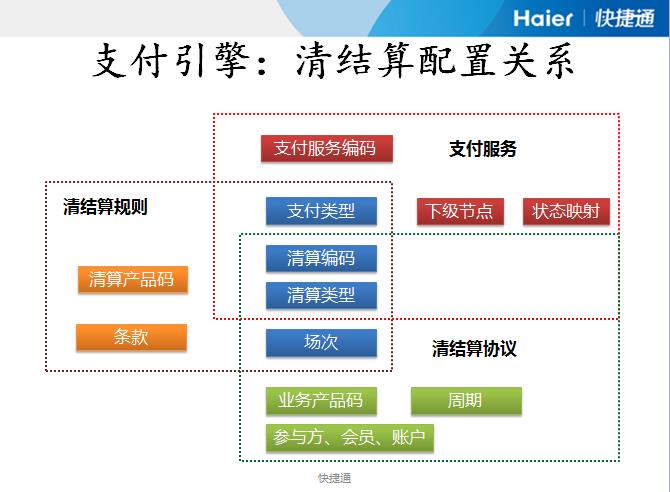 Haier 快捷通
支付引擎：清结算配置关系
支付服务编码
支付服务
清结算规则
支付类型
下级节点
状态映射
清算编码
清算产品码
清算类型
条款
场次
清结算协议
业务产品码
周期
参与方、会员、账户
快捷通